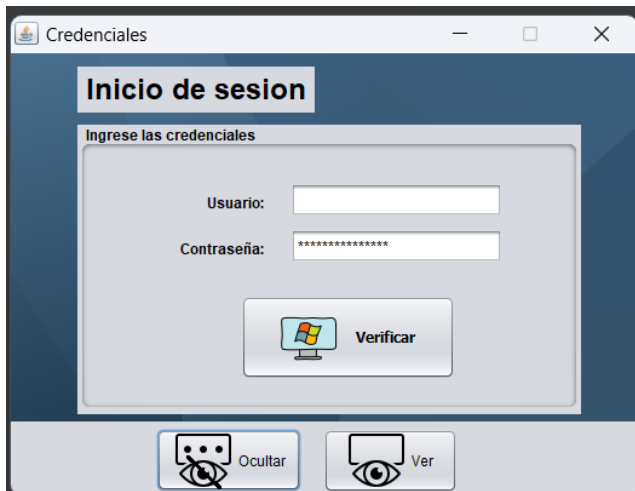 Credenciales
Inicio de sesion
Ingrese las credenciales
Usuario:
Contraseña: ***************
Verificar
Ocultar Ver